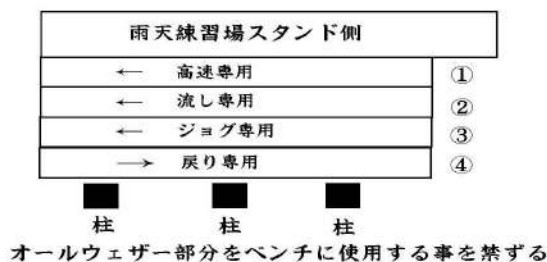 雨天練習場スタンド側
← 高速専用 ①
← 流し専用 ②
← ジョグ専用 ③
→ 戻り専用 ④
柱 柱 柱
オールウェザー部分をベンチに使用する事を禁ずる